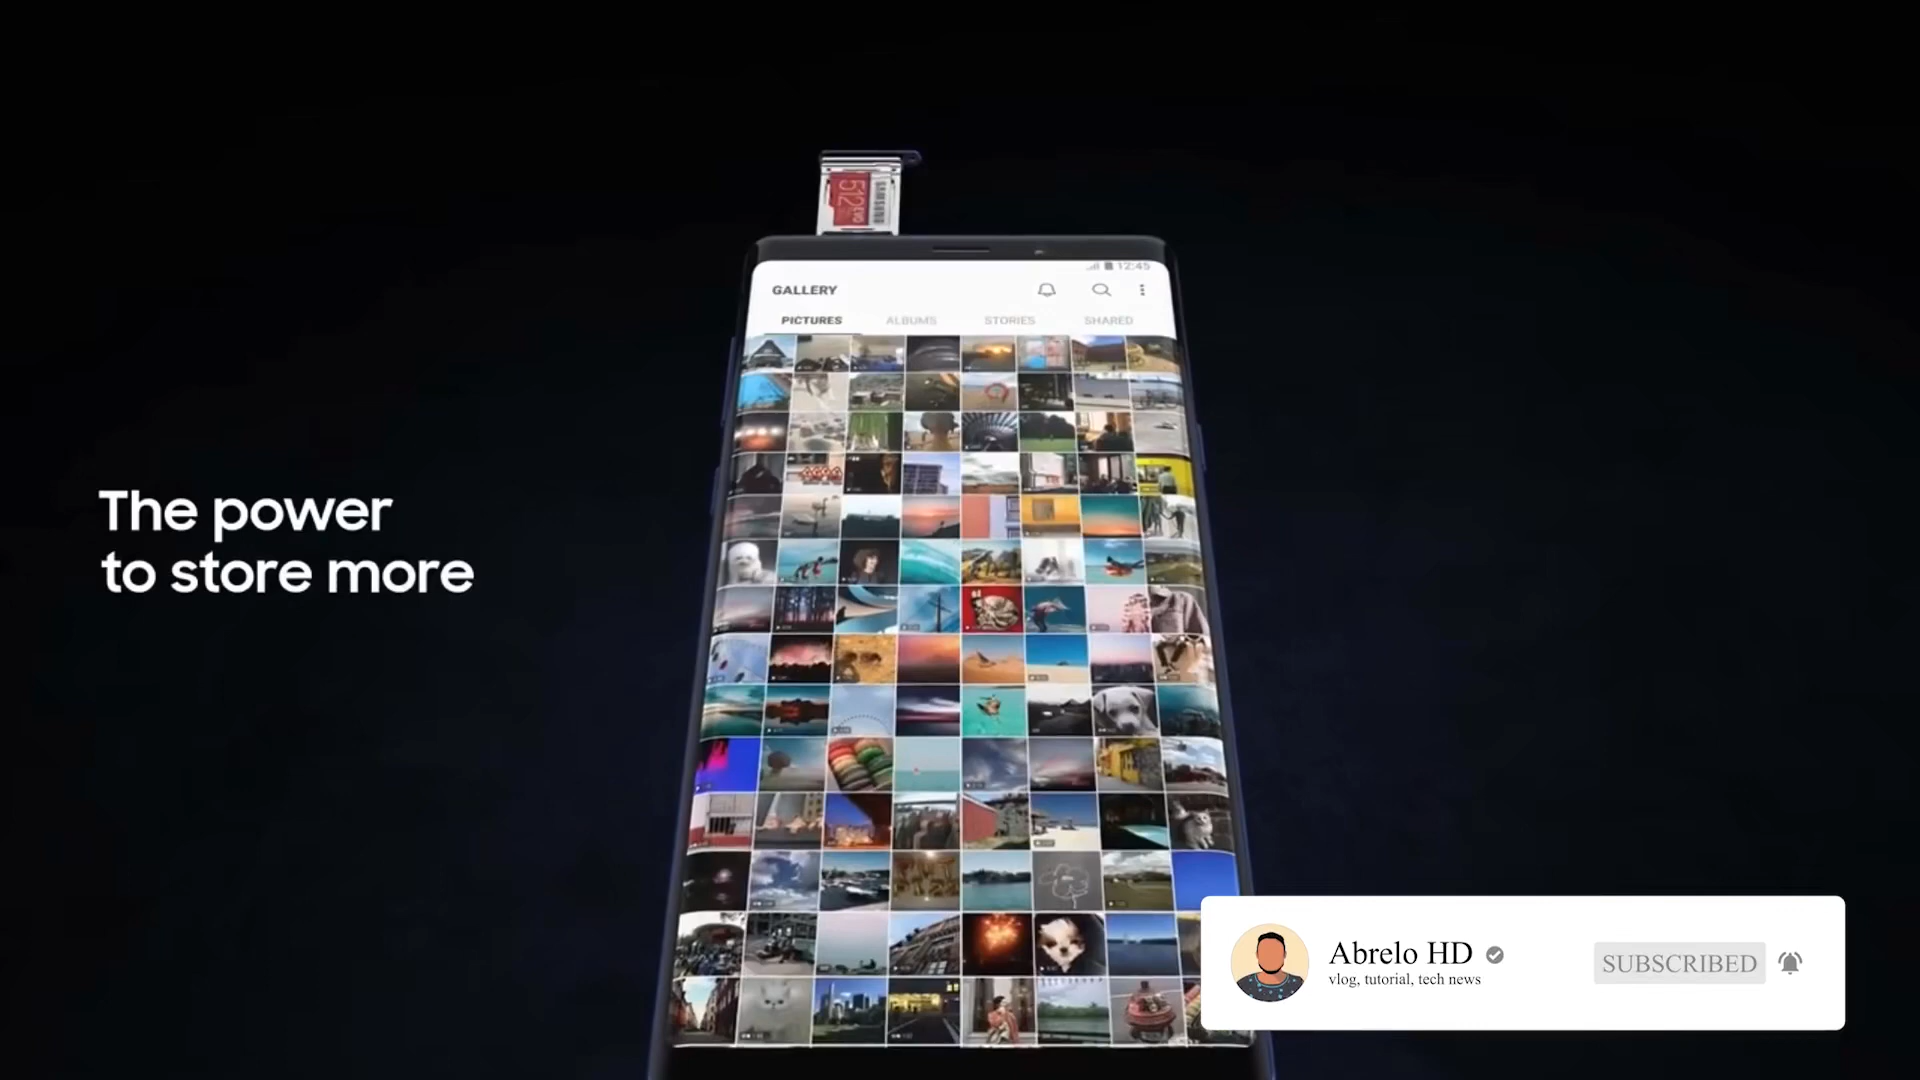 512
EVO
SAMSUNG
12:45
GALLERY
PICTURES
ALBUMS
STORIES
SHARED
The power
to store more
Abrelo HD
vlog, tutorial, tech news
SUBSCRIBED